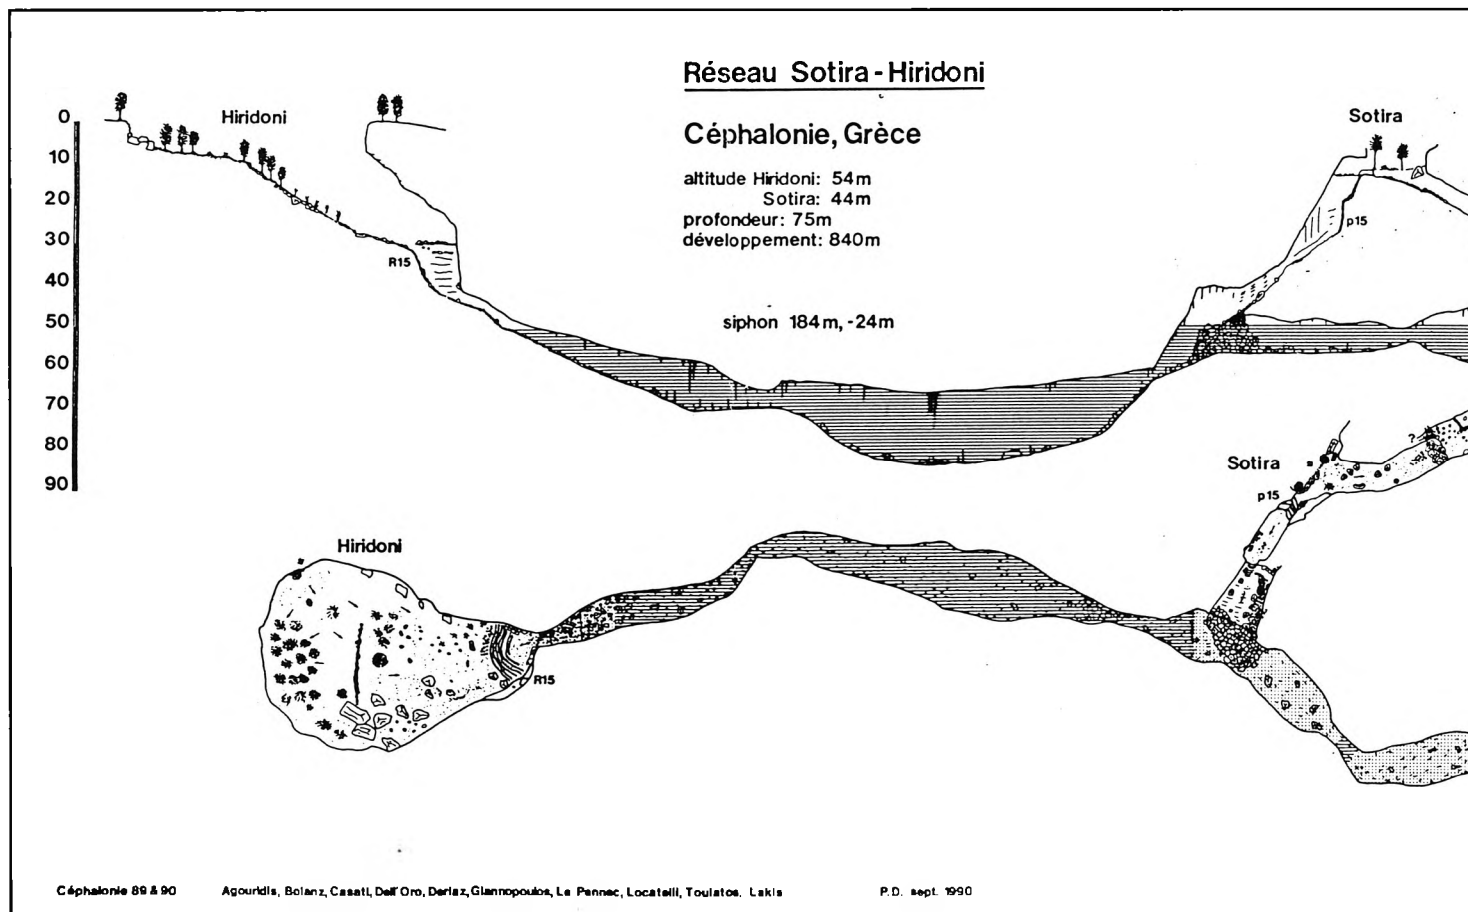 Réseau Sotira-Hiridoni
Céphalonie, Grèce
altitude Hiridoni: 54m
Sotira: 44m
profondeur: 75m
développement: 840m
siphon 184m, -24m
Hiridoni
Sotira
0
10
20
30
40
50
60
70
80
90
R15
p15
Sotira
p15
?
Hiridoni
R15
Céphalonie 89 & 90
Agouridis, Bolanz, Casati, Dell'Oro, Deriaz, Giannopoulos, Le Pennec, Locatelli, Toulatos, Lakis
P.D. sept. 1990